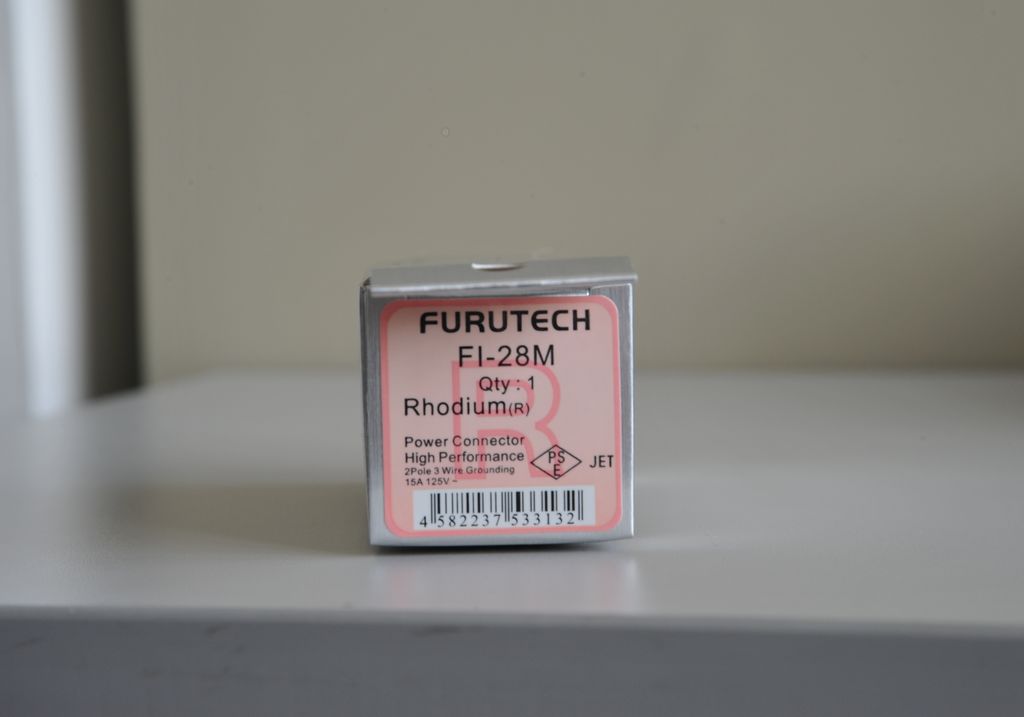 FURUTECH
FI-28M
Qty : 1
Rhodium(R)
R
Power Connector
High Performance
2Pole 3 Wire Grounding
15A 125V ~
PS
E
JET
4 582237 533132